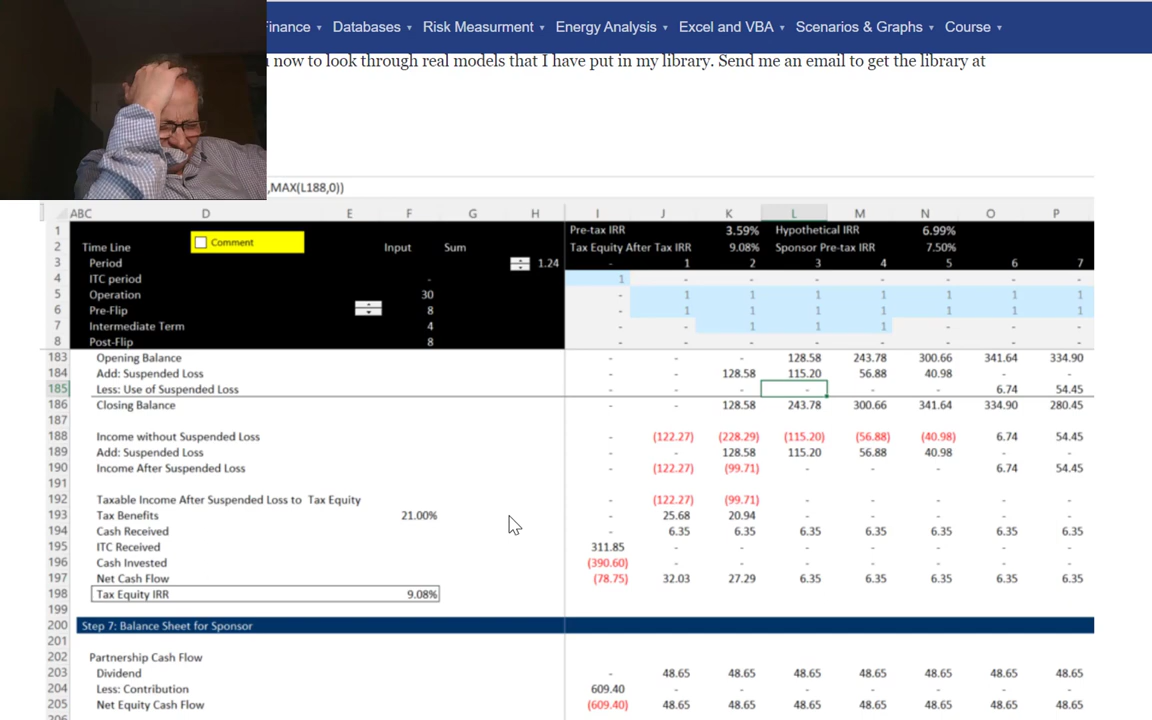 inance Databases Risk Measurment Energy Analysis Excel and VBA Scenarios & Graphs Course
now to look through real models that I have put in my library. Send me an email to get the library at
,MAX(L188,0))
ABC D E F G H I J K L M N O P
1 Pre-tax IRR 3.59% Hypothetical IRR 6.99%
2 Time Line Comment Input Sum Tax Equity After Tax IRR 9.08% Sponsor Pre-tax IRR 7.50%
3 Period 1.24 - 1 2 3 4 5 6 7
4 ITC period - 1 - - - - - - -
5 Operation 30 - 1 1 1 1 1 1 1
6 Pre-Flip 8 - 1 1 1 1 1 1 1
7 Intermediate Term 4 - - 1 1 1 - - -
8 Post-Flip 8 - - - - - - - -
183 Opening Balance - - - 128.58 243.78 300.66 341.64 334.90
184 Add: Suspended Loss - - 128.58 115.20 56.88 40.98 - -
185 Less: Use of Suspended Loss - - - - - - 6.74 54.45
186 Closing Balance - - 128.58 243.78 300.66 341.64 334.90 280.45
187
188 Income without Suspended Loss - (122.27) (228.29) (115.20) (56.88) (40.98) 6.74 54.45
189 Add: Suspended Loss - - 128.58 115.20 56.88 40.98 - -
190 Income After Suspended Loss - (122.27) (99.71) - - - 6.74 54.45
191
192 Taxable Income After Suspended Loss to Tax Equity - (122.27) (99.71) - - - - -
193 Tax Benefits 21.00% - 25.68 20.94 - - - - -
194 Cash Received - 6.35 6.35 6.35 6.35 6.35 6.35 6.35
195 ITC Received 311.85 - - - - - - -
196 Cash Invested (390.60) - - - - - - -
197 Net Cash Flow (78.75) 32.03 27.29 6.35 6.35 6.35 6.35 6.35
198 Tax Equity IRR 9.08%
199
200 Step 7: Balance Sheet for Sponsor
201
202 Partnership Cash Flow
203 Dividend - 48.65 48.65 48.65 48.65 48.65 48.65 48.65
204 Less: Contribution 609.40 - - - - - - -
205 Net Equity Cash Flow (609.40) 48.65 48.65 48.65 48.65 48.65 48.65 48.65